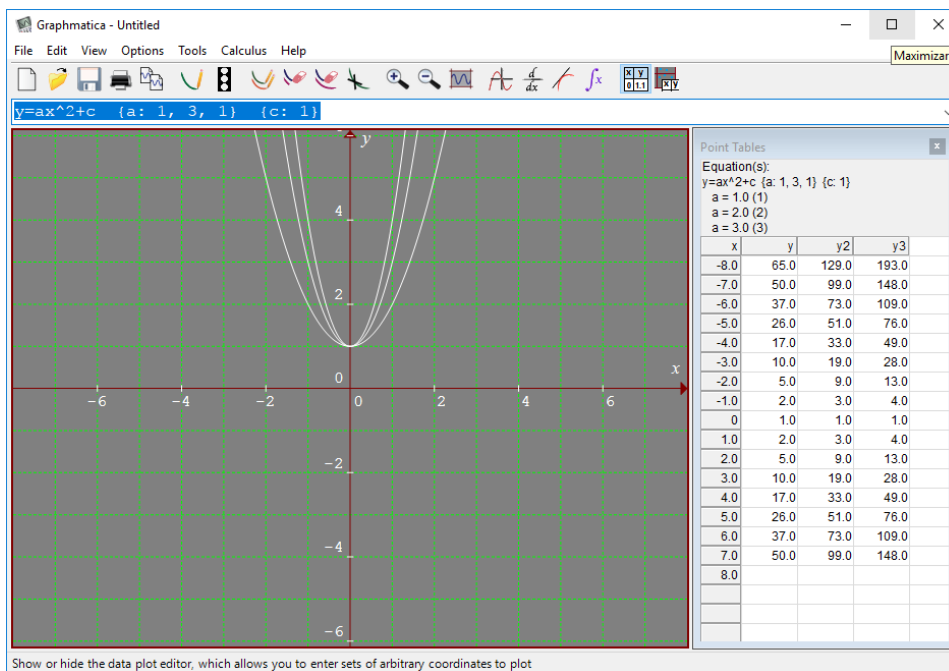 Graphmatica - Untitled
File Edit View Options Tools Calculus Help
Maximizar
y=ax^2+c {a: 1, 3, 1} {c: 1}
y
4
2
0
x
-6 -4 -2 0 2 4 6
-2
-4
-6
Point Tables
Equation(s):
y=ax^2+c {a: 1, 3, 1} {c: 1}
a = 1.0 (1)
a = 2.0 (2)
a = 3.0 (3)
x y y2 y3
-8.0 65.0 129.0 193.0
-7.0 50.0 99.0 148.0
-6.0 37.0 73.0 109.0
-5.0 26.0 51.0 76.0
-4.0 17.0 33.0 49.0
-3.0 10.0 19.0 28.0
-2.0 5.0 9.0 13.0
-1.0 2.0 3.0 4.0
0 1.0 1.0 1.0
1.0 2.0 3.0 4.0
2.0 5.0 9.0 13.0
3.0 10.0 19.0 28.0
4.0 17.0 33.0 49.0
5.0 26.0 51.0 76.0
6.0 37.0 73.0 109.0
7.0 50.0 99.0 148.0
8.0
Show or hide the data plot editor, which allows you to enter sets of arbitrary coordinates to plot